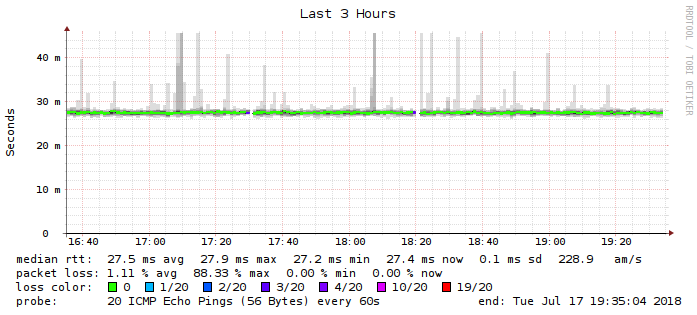 Last 3 Hours
RRDTOOL / TOBI OETIKER
Seconds
40 m
30 m
20 m
10 m
0
16:40 17:00 17:20 17:40 18:00 18:20 18:40 19:00 19:20
median rtt: 27.5 ms avg 27.9 ms max 27.2 ms min 27.4 ms now 0.1 ms sd 228.9 am/s
packet loss: 1.11 % avg 88.33 % max 0.00 % min 0.00 % now
loss color: 0 1/20 2/20 3/20 4/20 10/20 19/20
probe: 20 ICMP Echo Pings (56 Bytes) every 60s end: Tue Jul 17 19:35:04 2018